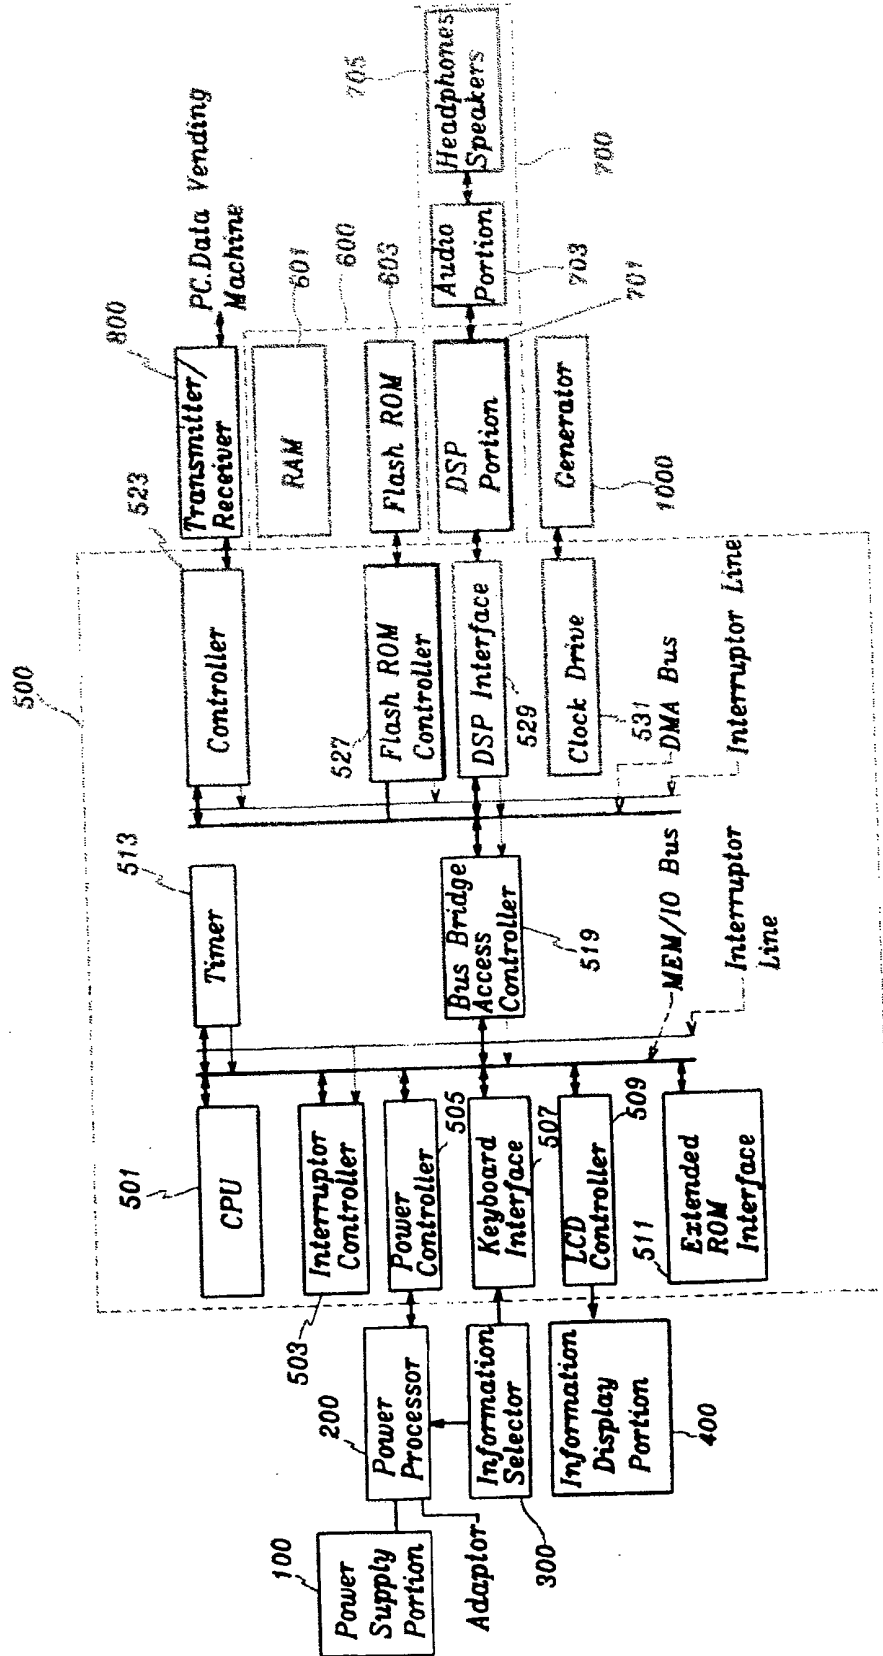 500
100
Power
Supply
Portion
Adaptor
200
Power
Processor
Information
Selector
300
Information
Display
Portion
400
501
CPU
503
Interruptor
Controller
Power
Controller
505
Keyboard
Interface
507
LCD
Controller
509
511
Extended
ROM
Interface
513
Timer
Bus Bridge
Access
Controller
519
MEM/IO Bus
Interruptor
Line
523
Controller
527
Flash ROM
Controller
DSP Interface
529
Clock Drive
531
DMA Bus
Interruptor Line
800
Transmitter/
Receiver
PC.Data Vending
Machine
RAM
601
600
Flash ROM
603
DSP
Portion
701
Audio
Portion
703
Headphones
Speakers
705
700
Generator
1000